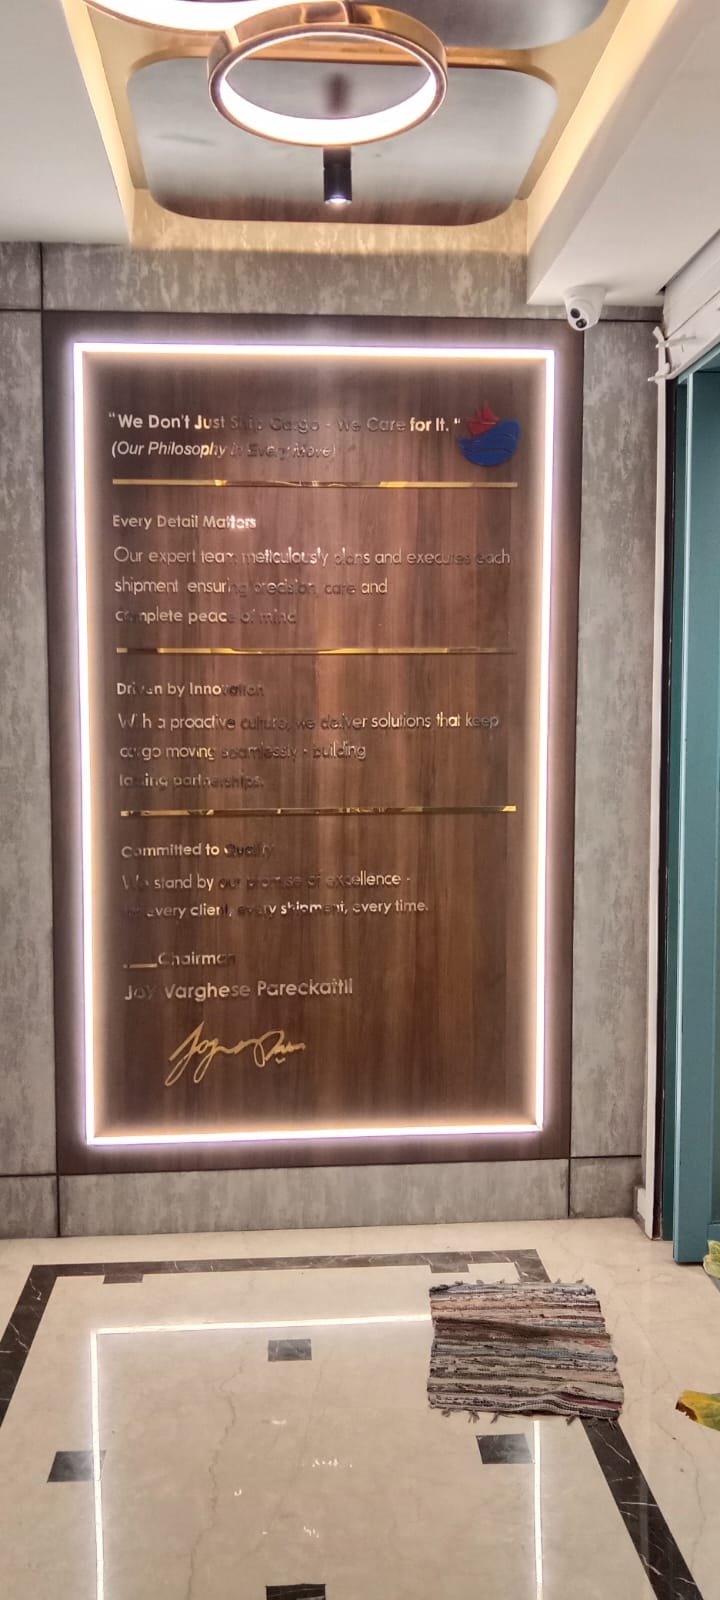 "We Don't Just Ship Cargo - We Care for It."
(Our Philosophy in Every Move)
Every Detail Matters
Our expert team meticulously plans and executes each
shipment ensuring precision, care and
complete peace of mind
Driven by Innovation
With a proactive culture, we deliver solutions that keep
cargo moving seamlessly - building
lasting partnerships.
Committed to Quality
We stand by our promise of excellence -
every client, every shipment, every time.
___Chairman
Joy Varghese Pareckattil